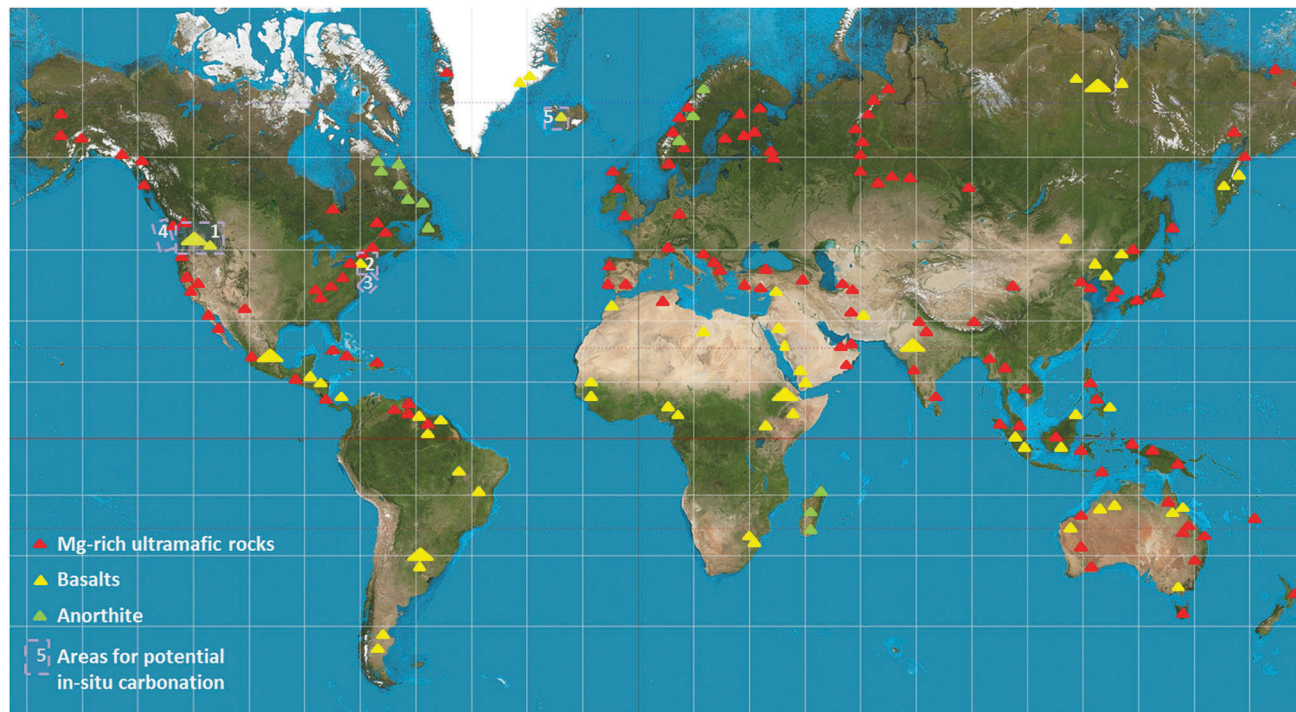 5
4
1
2
3
Mg-rich ultramafic rocks
Basalts
Anorthite
5 Areas for potential
in-situ carbonation